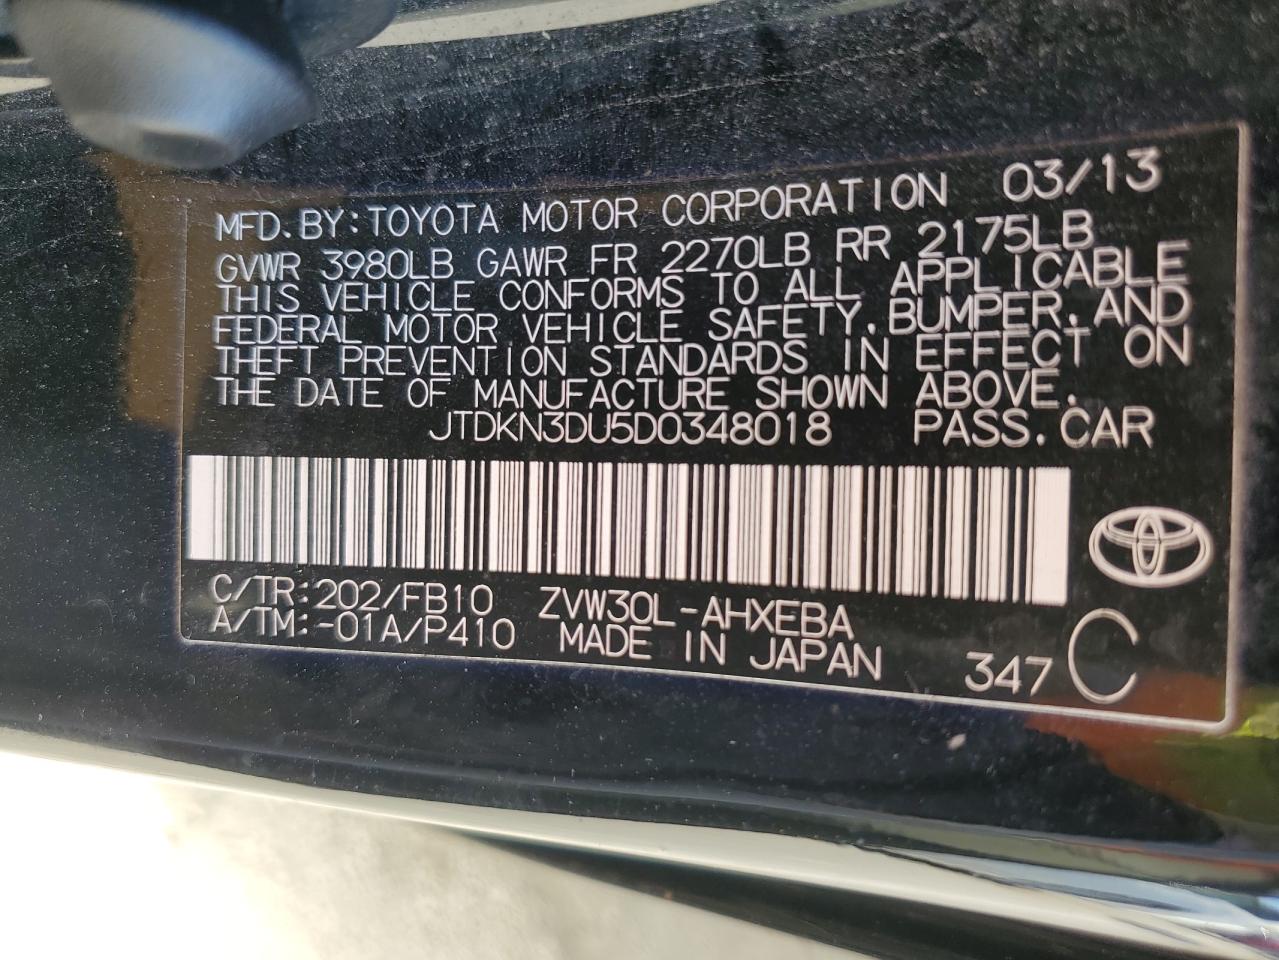 MFD.BY:TOYOTA MOTOR CORPORATION 03/13
GVWR 3980LB GAWR FR 2270LB RR 2175LB
THIS VEHICLE CONFORMS TO ALL APPLICABLE
FEDERAL MOTOR VEHICLE SAFETY,BUMPER,AND
THEFT PREVENTION STANDARDS IN EFFECT ON
THE DATE OF MANUFACTURE SHOWN ABOVE.
JTDKN3DU5D0348018 PASS.CAR
C/TR:202/FB10 ZVW30L-AHXEBA
A/TM:-01A/P410 MADE IN JAPAN 347 C